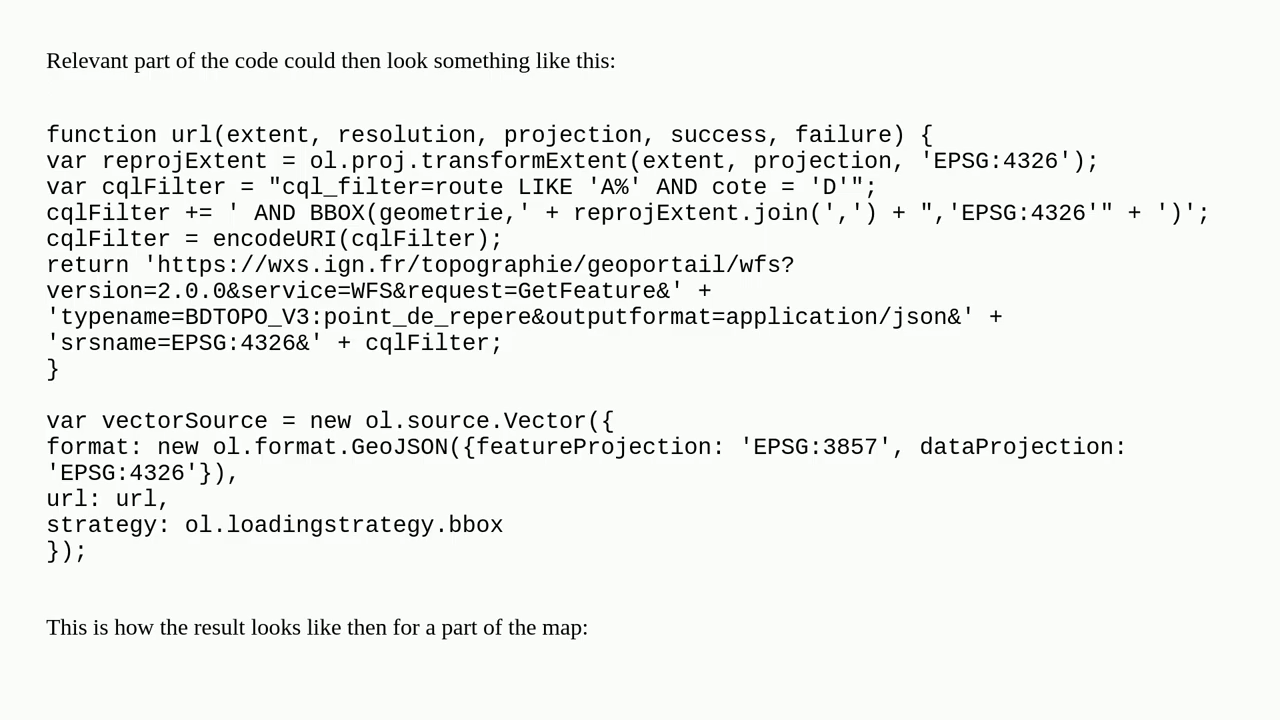 Relevant part of the code could then look something like this:
function url(extent, resolution, projection, success, failure) {
var reprojExtent = ol.proj.transformExtent(extent, projection, 'EPSG:4326');
var cqlFilter = "cql_filter=route LIKE 'A%' AND cote = 'D'";
cqlFilter += ' AND BBOX(geometrie,' + reprojExtent.join(',') + ",'EPSG:4326'" + ')';
cqlFilter = encodeURI(cqlFilter);
return 'https://wxs.ign.fr/topographie/geoportail/wfs?
version=2.0.0&service=WFS&request=GetFeature&' +
'typename=BDTOPO_V3:point_de_repere&outputformat=application/json&' +
'srsname=EPSG:4326&' + cqlFilter;
}
var vectorSource = new ol.source.Vector({
format: new ol.format.GeoJSON({featureProjection: 'EPSG:3857', dataProjection:
'EPSG:4326'}),
url: url,
strategy: ol.loadingstrategy.bbox
});
This is how the result looks like then for a part of the map: